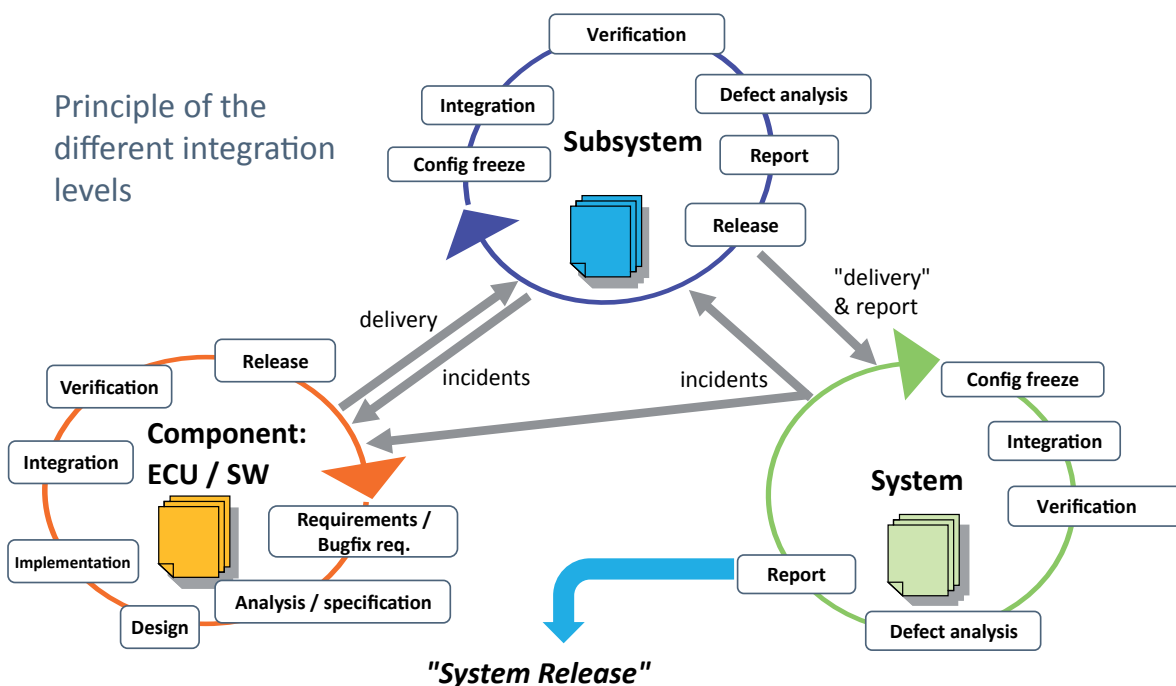 Principle of the
different integration
levels
Verification
Defect analysis
Integration
Subsystem
Report
Config freeze
Release
"delivery"
& report
delivery
incidents
incidents
Release
Verification
Component:
ECU / SW
Integration
Requirements /
Bugfix req.
Implementation
Analysis / specification
Design
Config freeze
Integration
System
Verification
Report
Defect analysis
"System Release"